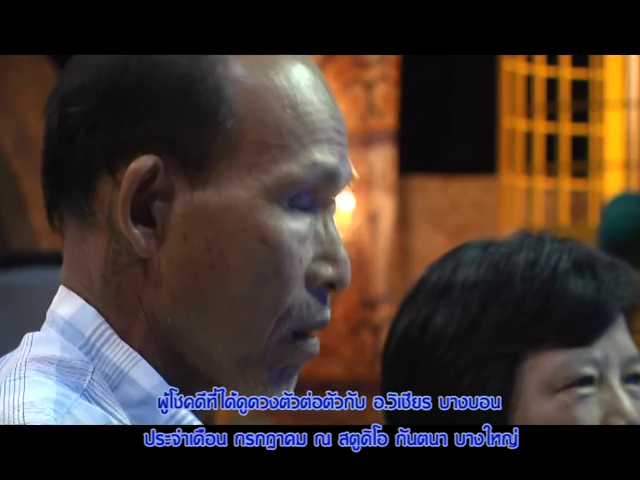 ผู้โชคดีที่ได้ดูดวงตัวต่อตัวกับ อ.วิเชียร บางบอน
ประจำเดือน กรกฎาคม ณ สตูดิโอ กันตนา บางใหญ่